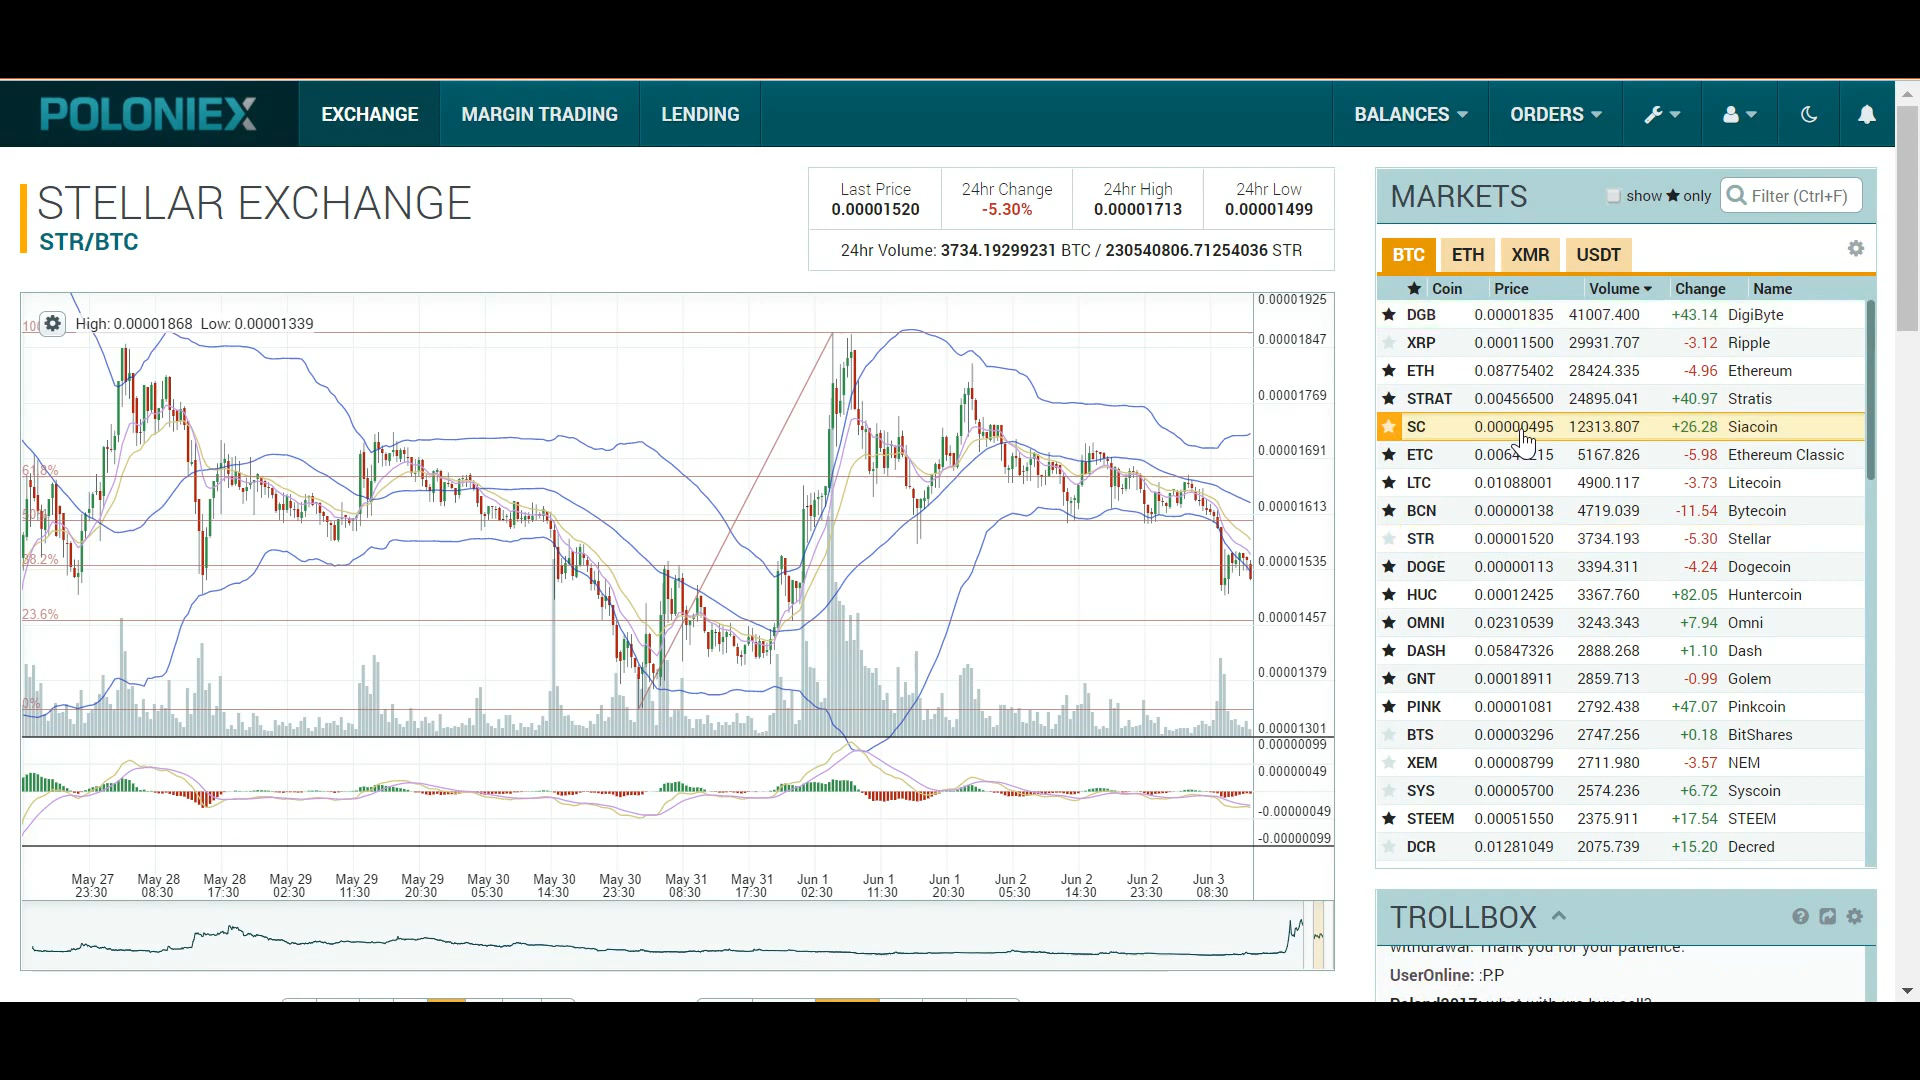 POLONIEX
EXCHANGE
MARGIN TRADING
LENDING
BALANCES
ORDERS
STELLAR EXCHANGE
STR/BTC
Last Price
0.00001520
24hr Change
-5.30%
24hr High
0.00001713
24hr Low
0.00001499
24hr Volume: 3734.19299231 BTC / 230540806.71254036 STR
High: 0.00001868 Low: 0.00001339
61.8%
38.2%
23.6%
0%
0.00001925
0.00001847
0.00001769
0.00001691
0.00001613
0.00001535
0.00001457
0.00001379
0.00001301
0.00000099
0.00000049
-0.00000049
-0.00000099
May 27 23:30
May 28 08:30
May 28 17:30
May 29 02:30
May 29 11:30
May 29 20:30
May 30 05:30
May 30 14:30
May 30 23:30
May 31 08:30
May 31 17:30
Jun 1 02:30
Jun 1 11:30
Jun 1 20:30
Jun 2 05:30
Jun 2 14:30
Jun 2 23:30
Jun 3 08:30
MARKETS
show ★ only
Filter (Ctrl+F)
BTC ETH XMR USDT
★ Coin Price Volume Change Name
DGB 0.00001835 41007.400 +43.14 DigiByte
XRP 0.00011500 29931.707 -3.12 Ripple
ETH 0.08775402 28424.335 -4.96 Ethereum
STRAT 0.00456500 24895.041 +40.97 Stratis
SC 0.00000495 12313.807 +26.28 Siacoin
ETC 5167.826 -5.98 Ethereum Classic
LTC 0.01088001 4900.117 -3.73 Litecoin
BCN 0.00000138 4719.039 -11.54 Bytecoin
STR 0.00001520 3734.193 -5.30 Stellar
DOGE 0.00000113 3394.311 -4.24 Dogecoin
HUC 0.00012425 3367.760 +82.05 Huntercoin
OMNI 0.02310539 3243.343 +7.94 Omni
DASH 0.05847326 2888.268 +1.10 Dash
GNT 0.00018911 2859.713 -0.99 Golem
PINK 0.00001081 2792.438 +47.07 Pinkcoin
BTS 0.00003296 2747.256 +0.18 BitShares
XEM 0.00008799 2711.980 -3.57 NEM
SYS 0.00005700 2574.236 +6.72 Syscoin
STEEM 0.00051550 2375.911 +17.54 STEEM
DCR 0.01281049 2075.739 +15.20 Decred
TROLLBOX
withdrawal. Thank you for your patience.
UserOnline: :P.P